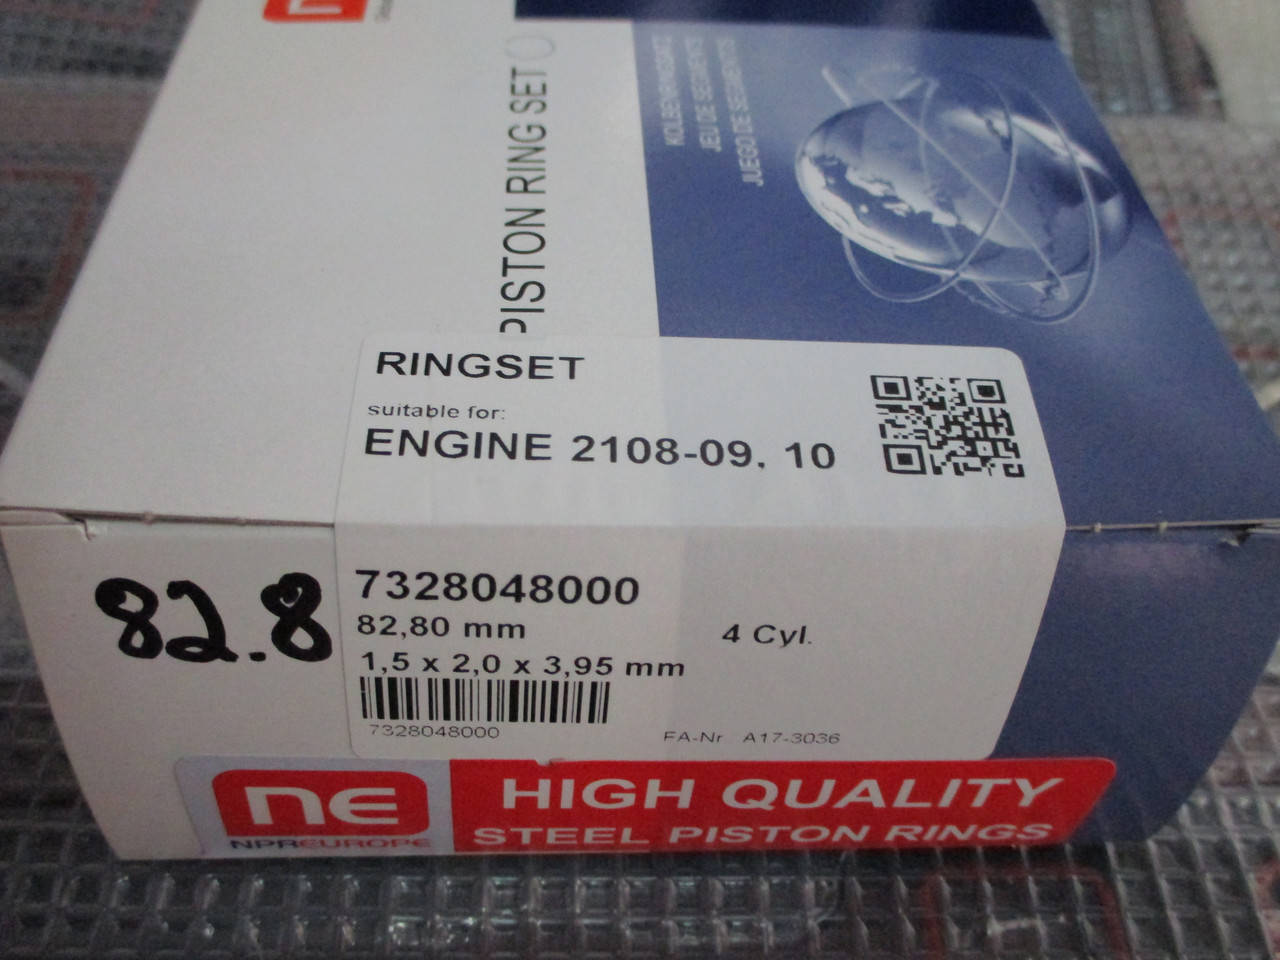 PISTON RING SET
KOLBENRINGSATZ
JEU DE SEGMENTS
JUEGO DE SEGMENTOS
RINGSET
suitable for:
ENGINE 2108-09, 10
82.8
7328048000
82,80 mm
4 Cyl.
1,5 x 2,0 x 3,95 mm
7328048000
FA-Nr A17-3036
ne
NPREUROPE
HIGH QUALITY
STEEL PISTON RINGS